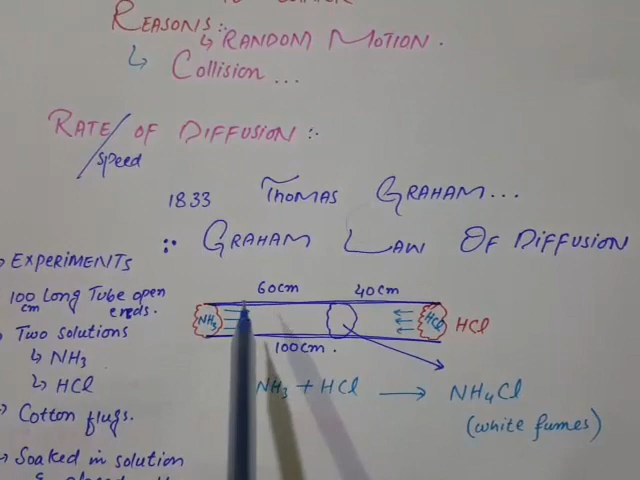 REASONS:
↳ RANDOM MOTION.
↳ Collision...
RATE/ OF DIFFUSION:-
/speed
1833 THOMAS GRAHAM...
:: GRAHAM LAW OF DIFFUSION
EXPERIMENTS
100 cm Long Tube open ends.
Two solutions
↳ NH3
↳ HCl
Cotton flugs.
Soaked in solution
60cm 40cm
NH3 HCl HCl
100cm.
NH3 + HCl → NH4Cl
(white fumes)